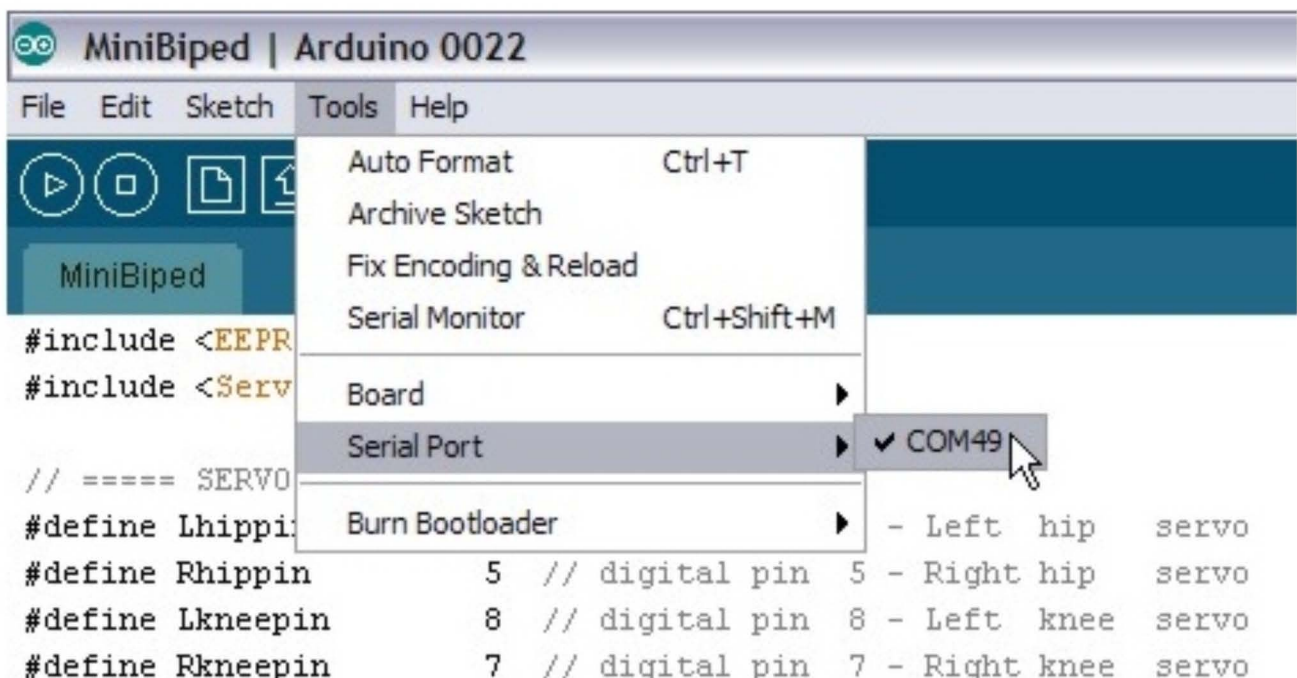 MiniBiped | Arduino 0022
File Edit Sketch Tools Help
Auto Format Ctrl+T
Archive Sketch
Fix Encoding & Reload
Serial Monitor Ctrl+Shift+M
Board
Serial Port
COM49
Burn Bootloader
MiniBiped
#include <EEPR
#include <Serv
// ===== SERVO
#define Lhippi - Left hip servo
#define Rhippin 5 // digital pin 5 - Right hip servo
#define Lkneepin 8 // digital pin 8 - Left knee servo
#define Rkneepin 7 // digital pin 7 - Right knee servo